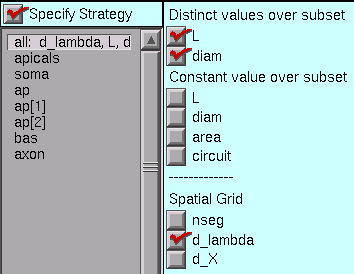 Specify Strategy
all: d_lambda, L, d
apicals
soma
ap
ap[1]
ap[2]
bas
axon
Distinct values over subset
L
diam
Constant value over subset
L
diam
area
circuit
-------------
Spatial Grid
nseg
d_lambda
d_X